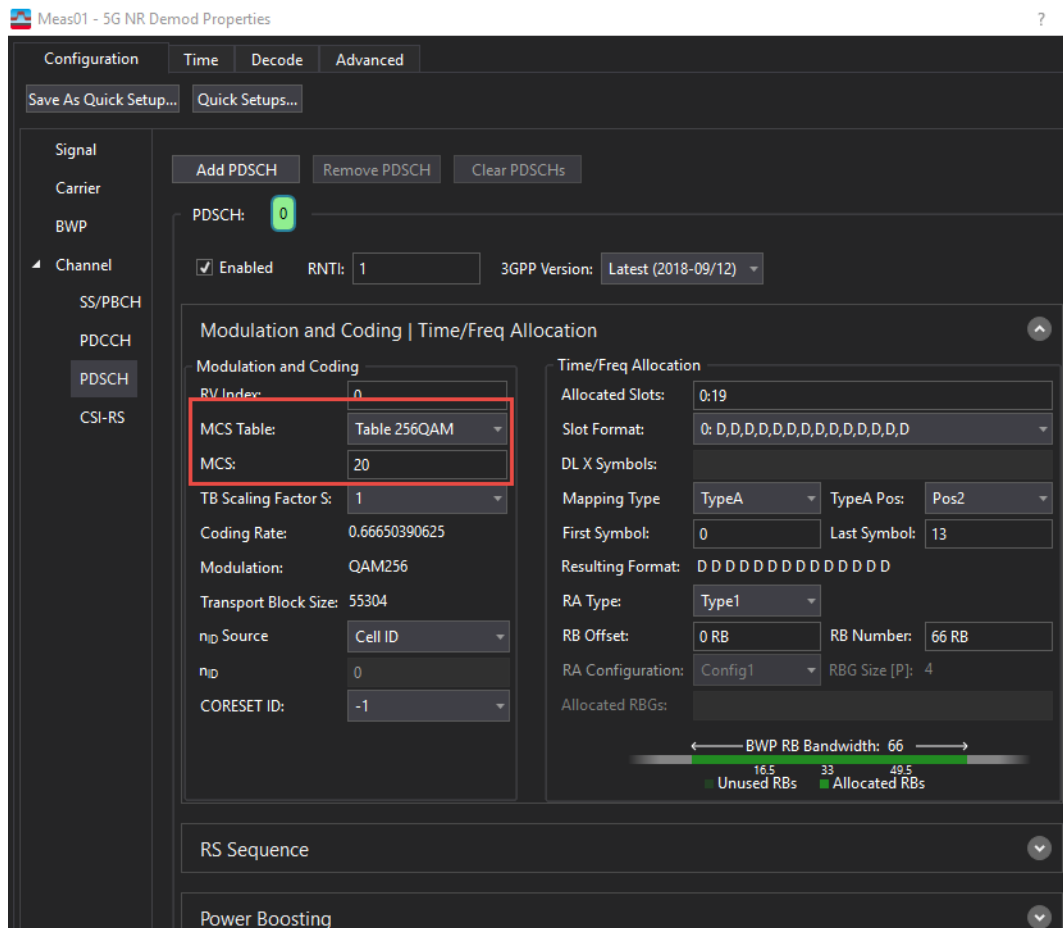 Meas01 - 5G NR Demod Properties ?
Configuration Time Decode Advanced
Save As Quick Setup... Quick Setups...
Signal
Carrier
BWP
Channel
SS/PBCH
PDCCH
PDSCH
CSI-RS
Add PDSCH Remove PDSCH Clear PDSCHs
PDSCH: 0
Enabled RNTI: 1 3GPP Version: Latest (2018-09/12)
Modulation and Coding | Time/Freq Allocation
Modulation and Coding
RV Index: 0
MCS Table: Table 256QAM
MCS: 20
TB Scaling Factor S: 1
Coding Rate: 0.66650390625
Modulation: QAM256
Transport Block Size: 55304
nID Source Cell ID
nID 0
CORESET ID: -1
Time/Freq Allocation
Allocated Slots: 0:19
Slot Format: 0: D,D,D,D,D,D,D,D,D,D,D,D,D,D
DL X Symbols:
Mapping Type TypeA TypeA Pos: Pos2
First Symbol: 0 Last Symbol: 13
Resulting Format: D D D D D D D D D D D D D D
RA Type: Type1
RB Offset: 0 RB RB Number: 66 RB
RA Configuration: Config1 RBG Size [P]: 4
Allocated RBGs:
BWP RB Bandwidth: 66
16.5 33 49.5
Unused RBs Allocated RBs
RS Sequence
Power Boosting